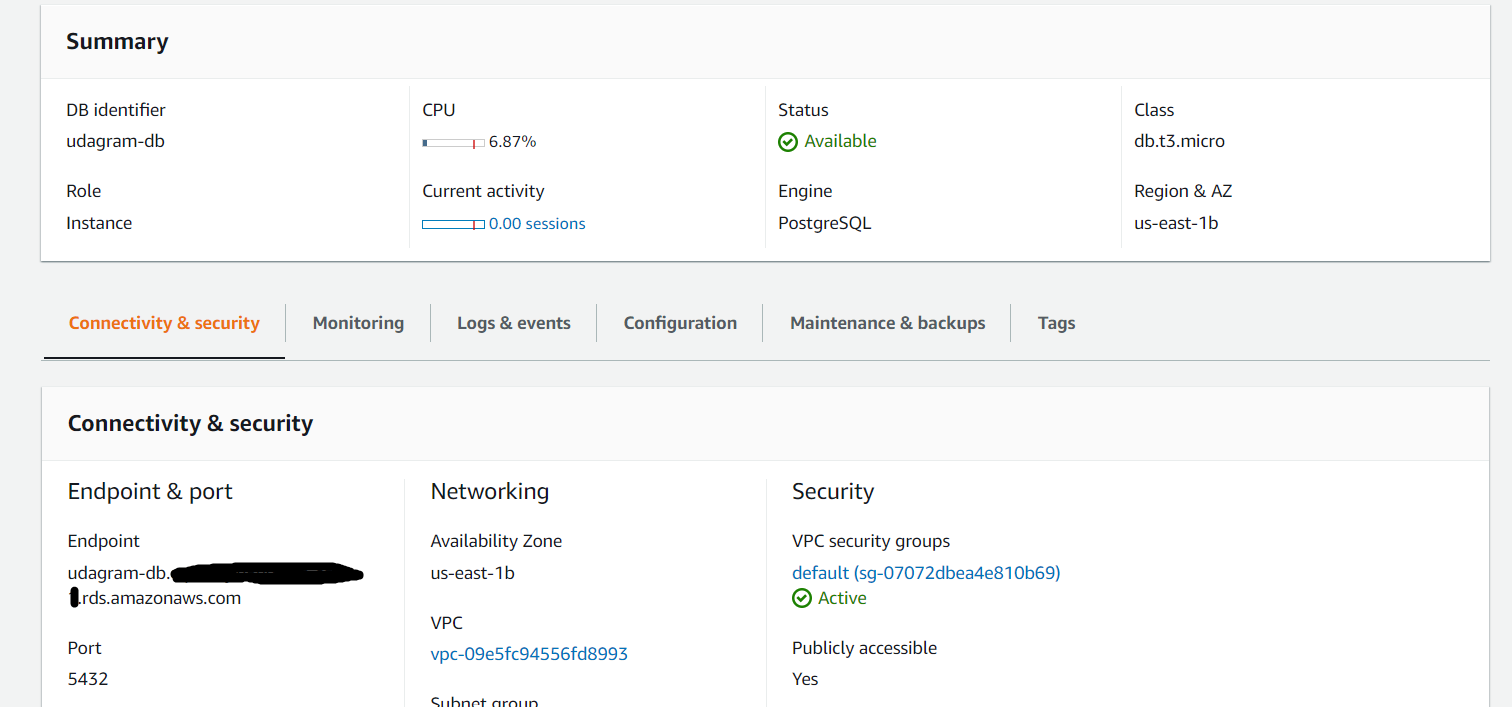 Summary
DB identifier
udagram-db
CPU
6.87%
Status
Available
Class
db.t3.micro
Role
Instance
Current activity
0.00 sessions
Engine
PostgreSQL
Region & AZ
us-east-1b
Connectivity & security
Monitoring
Logs & events
Configuration
Maintenance & backups
Tags
Connectivity & security
Endpoint & port
Endpoint
udagram-db.
.rds.amazonaws.com
Port
5432
Networking
Availability Zone
us-east-1b
VPC
vpc-09e5fc94556fd8993
Subnet group
Security
VPC security groups
default (sg-07072dbea4e810b69)
Active
Publicly accessible
Yes